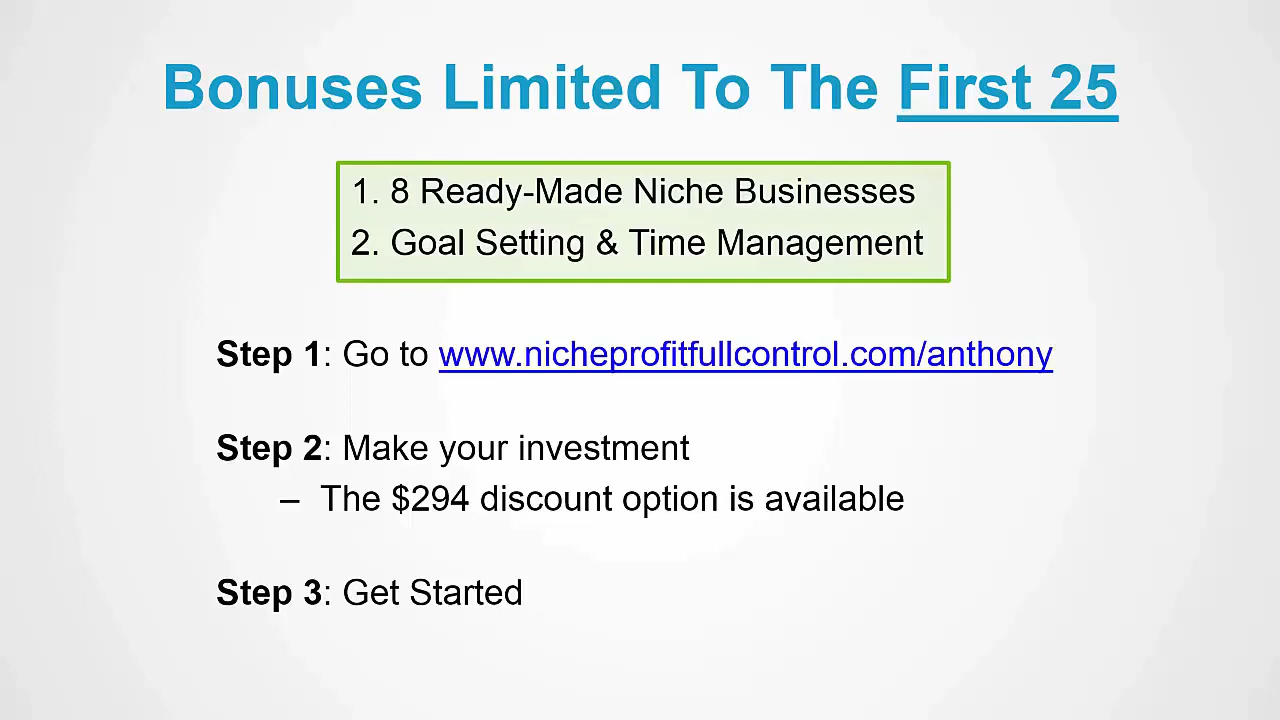 Bonuses Limited To The First 25
1. 8 Ready-Made Niche Businesses
2. Goal Setting & Time Management
Step 1: Go to www.nicheprofitfullcontrol.com/anthony
Step 2: Make your investment
– The $294 discount option is available
Step 3: Get Started